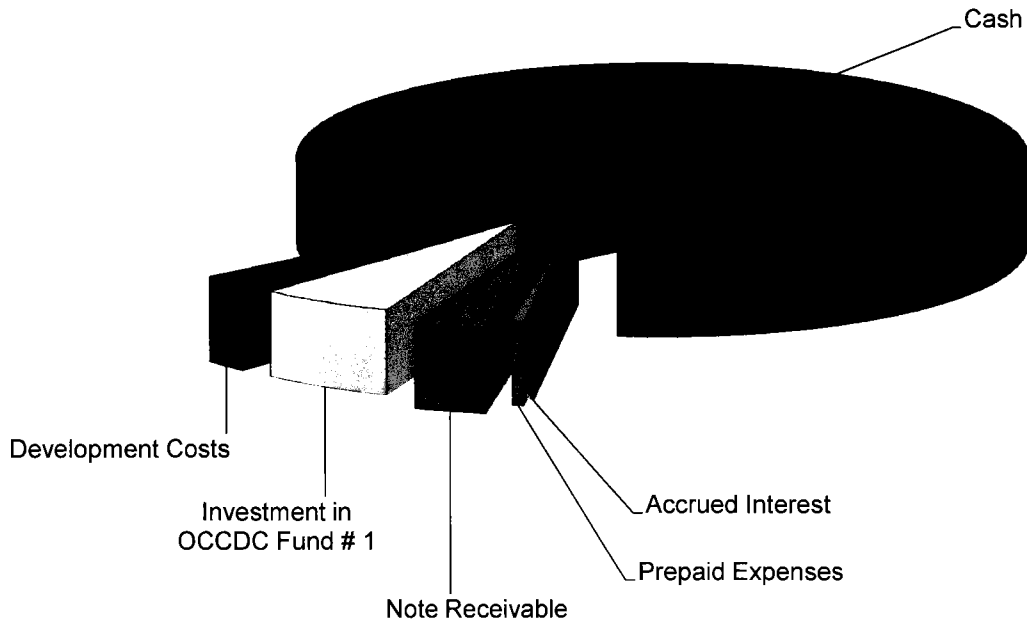 Cash
Development Costs
Investment in
OCCDC Fund # 1
Accrued Interest
Prepaid Expenses
Note Receivable